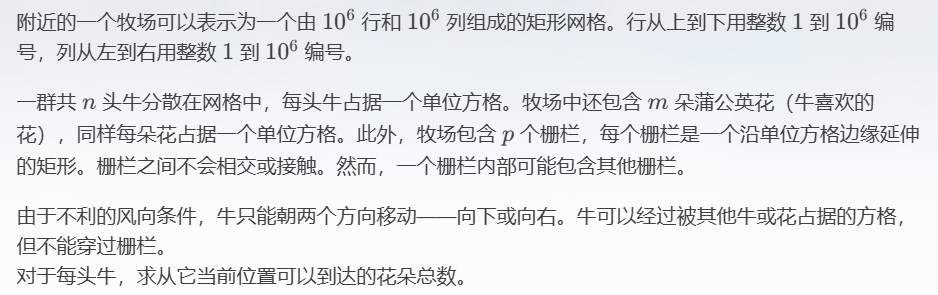 附近的一个牧场可以表示为一个由 10⁶ 行和 10⁶ 列组成的矩形网格。行从上到下用整数 1 到 10⁶ 编
号，列从左到右用整数 1 到 10⁶ 编号。
一群共 n 头牛分散在网格中，每头牛占据一个单位方格。牧场中还包含 m 朵蒲公英花（牛喜欢的
花），同样每朵花占据一个单位方格。此外，牧场包含 p 个栅栏，每个栅栏是一个沿单位方格边缘延伸
的矩形。栅栏之间不会相交或接触。然而，一个栅栏内部可能包含其他栅栏。
由于不利的风向条件，牛只能朝两个方向移动——向下或向右。牛可以经过被其他牛或花占据的方格，
但不能穿过栅栏。
对于每头牛，求从它当前位置可以到达的花朵总数。